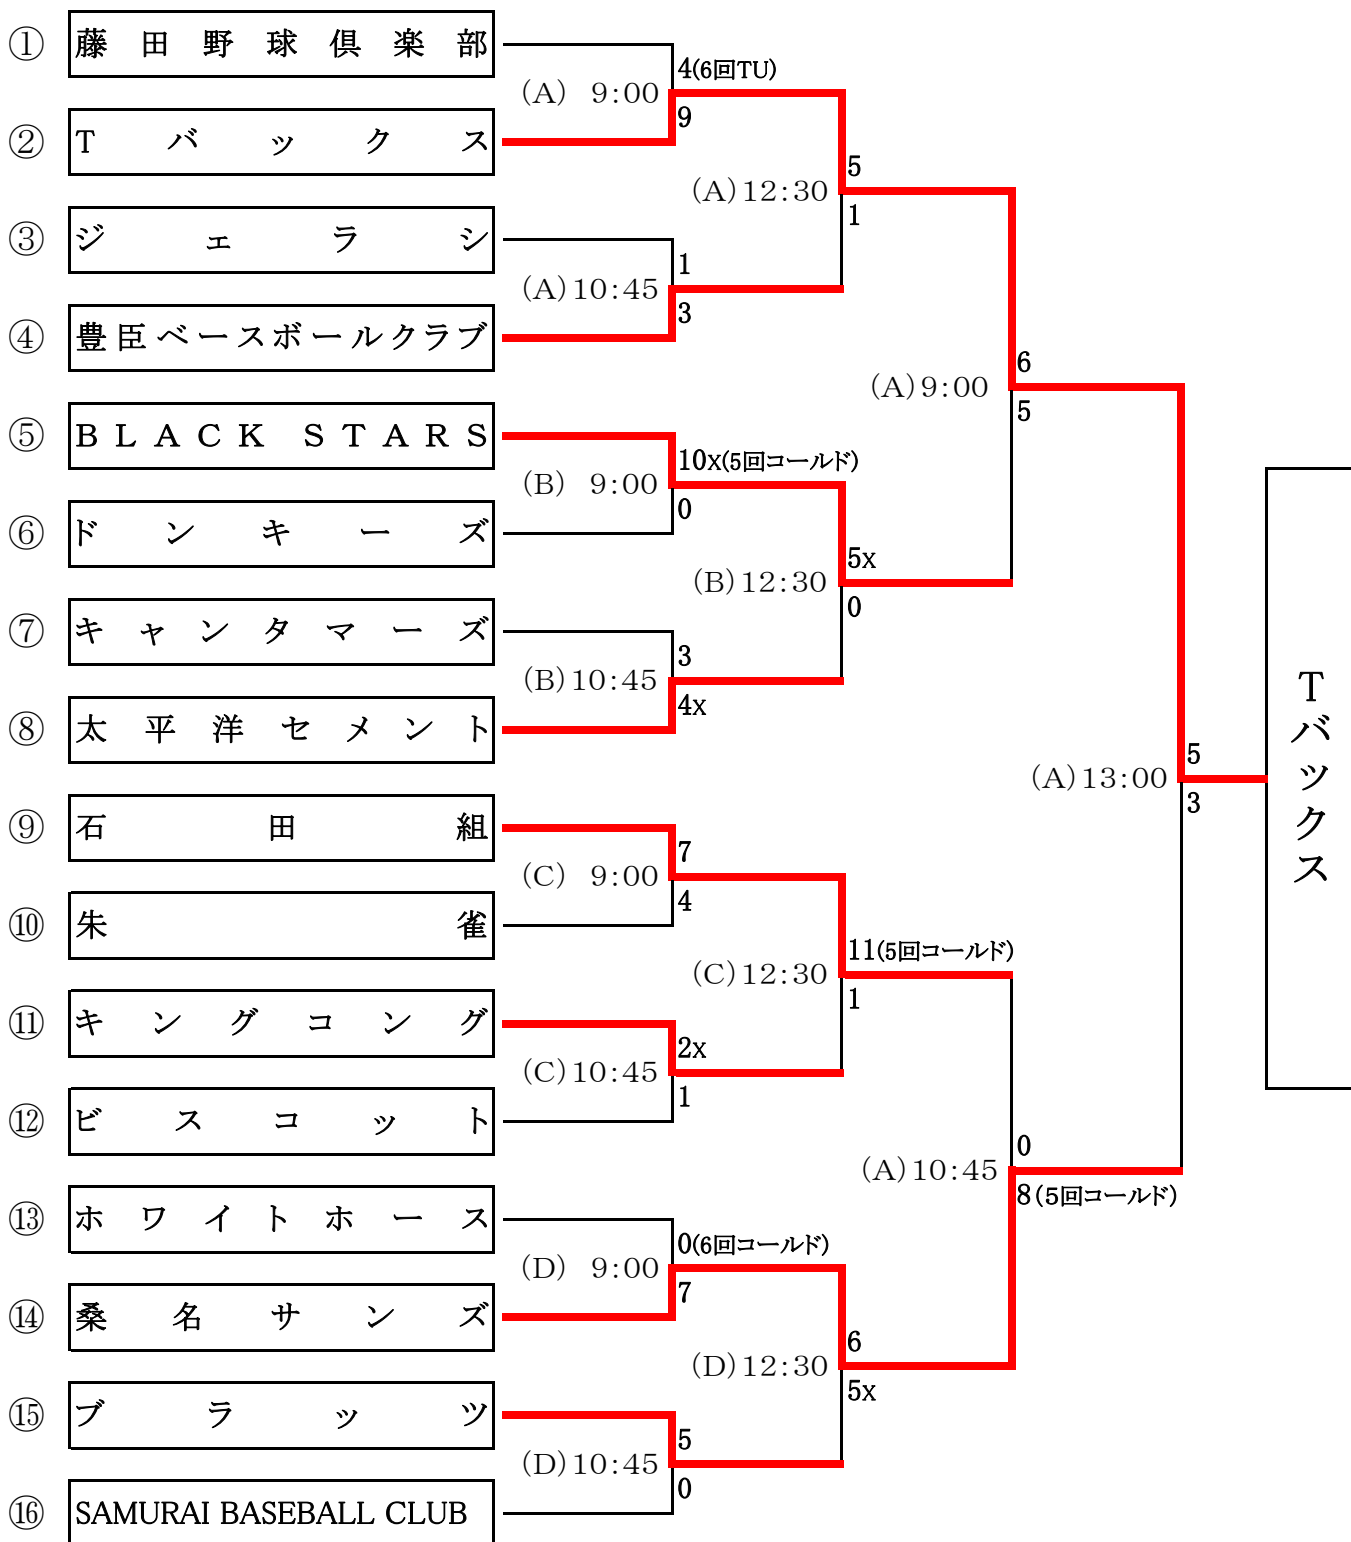 ① 藤田野球倶楽部
4(6回TU)
(A) 9:00
9
② Tバックス
5
(A)12:30
1
③ ジェラシ
1
(A)10:45
3
④ 豊臣ベースボールクラブ
6
(A)9:00
5
⑤ BLACK STARS
10x(5回コールド)
(B) 9:00
0
⑥ ドンキーズ
5x
(B)12:30
0
⑦ キャンタマーズ
3
(B)10:45
4x
⑧ 太平洋セメント
5
(A)13:00
3
Tバックス
⑨ 石田組
7
(C) 9:00
4
⑩ 朱雀
11(5回コールド)
(C)12:30
1
⑪ キングコング
2x
(C)10:45
1
⑫ ビスコット
0
(A)10:45
8(5回コールド)
⑬ ホワイトホース
0(6回コールド)
(D) 9:00
7
⑭ 桑名サンズ
6
(D)12:30
5x
⑮ ブラッツ
5
(D)10:45
0
⑯ SAMURAI BASEBALL CLUB